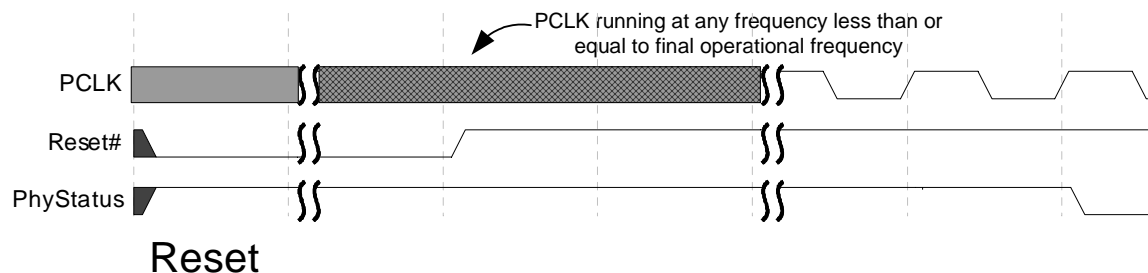 PCLK running at any frequency less than or
equal to final operational frequency
PCLK
Reset#
PhyStatus
Reset